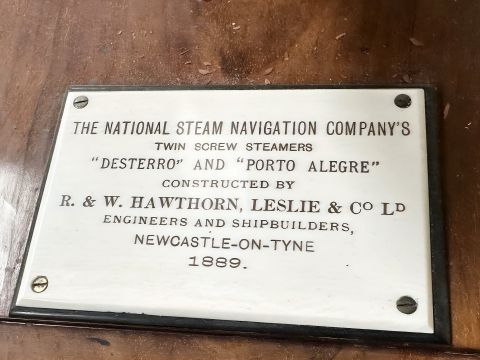 THE NATIONAL STEAM NAVIGATION COMPANY'S
TWIN SCREW STEAMERS
"DESTERRO" AND "PORTO ALEGRE"
CONSTRUCTED BY
R. & W. HAWTHORN, LESLIE & CO LD
ENGINEERS AND SHIPBUILDERS,
NEWCASTLE-ON-TYNE
1889.